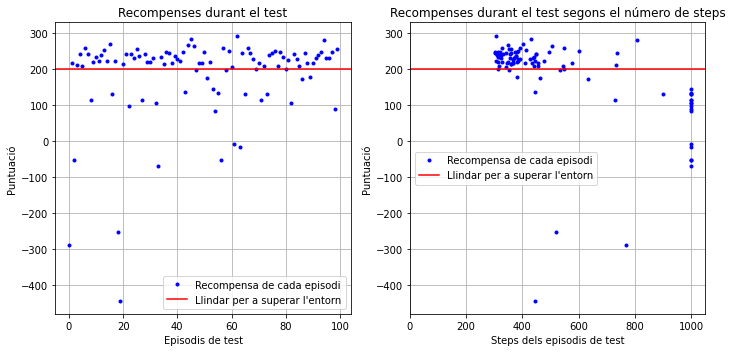 Recompenses durant el test
Puntuació
300
200
100
0
−100
−200
−300
−400
Recompensa de cada episodi
Llindar per a superar l'entorn
0
20
40
60
80
100
Episodis de test
Recompenses durant el test segons el número de steps
Puntuació
300
200
100
0
−100
−200
−300
−400
Recompensa de cada episodi
Llindar per a superar l'entorn
0
200
400
600
800
1000
Steps dels episodis de test